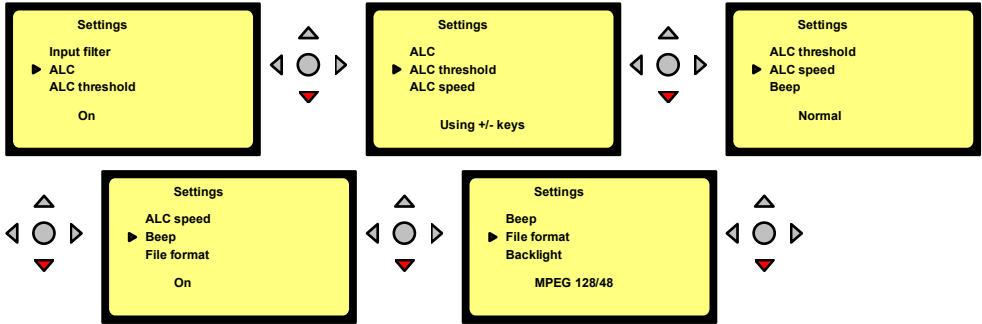 Settings
Input filter
ALC
ALC threshold
On
Settings
ALC
ALC threshold
ALC speed
Using +/- keys
Settings
ALC threshold
ALC speed
Beep
Normal
Settings
ALC speed
Beep
File format
On
Settings
Beep
File format
Backlight
MPEG 128/48